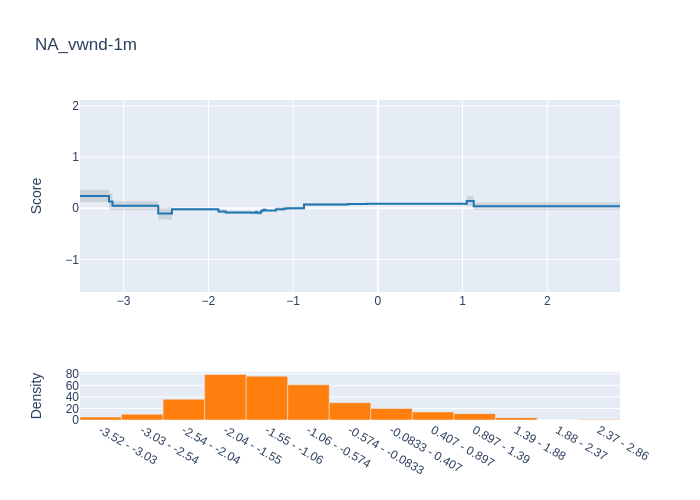 NA_vwnd-1m
Score
2
1
0
−1
−3
−2
−1
0
1
2
Density
80
60
40
20
0
-3.52 - -3.03
-3.03 - -2.54
-2.54 - -2.04
-2.04 - -1.55
-1.55 - -1.06
-1.06 - -0.574
-0.574 - -0.0833
-0.0833 - 0.407
0.407 - 0.897
0.897 - 1.39
1.39 - 1.88
1.88 - 2.37
2.37 - 2.86